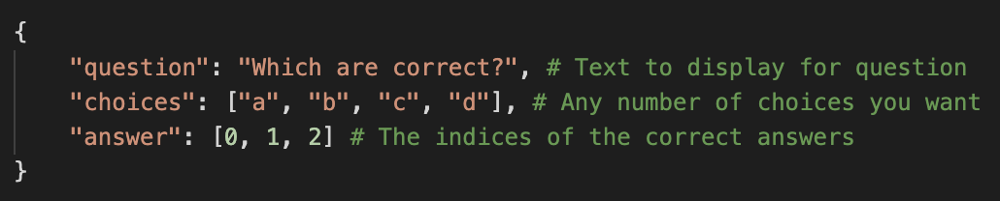 {
    "question": "Which are correct?", # Text to display for question
    "choices": ["a", "b", "c", "d"], # Any number of choices you want
    "answer": [0, 1, 2] # The indices of the correct answers
}